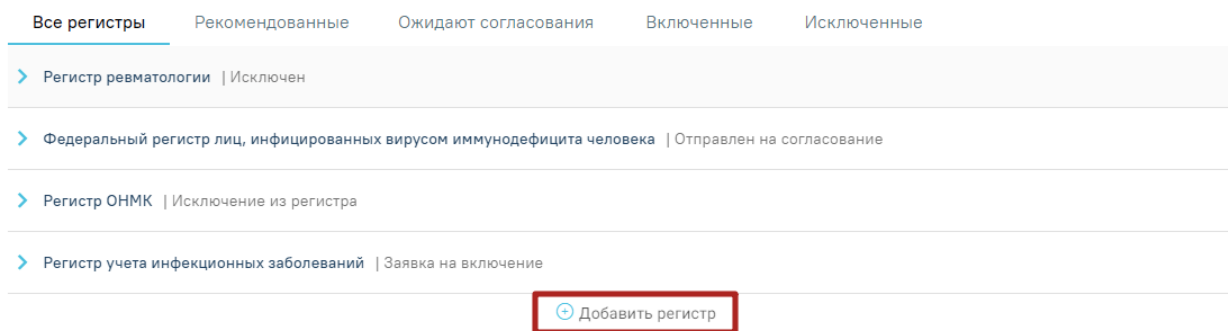 Все регистры Рекомендованные Ожидают согласования Включенные Исключенные
Регистр ревматологии | Исключен
Федеральный регистр лиц, инфицированных вирусом иммунодефицита человека | Отправлен на согласование
Регистр ОНМК | Исключение из регистра
Регистр учета инфекционных заболеваний | Заявка на включение
Добавить регистр